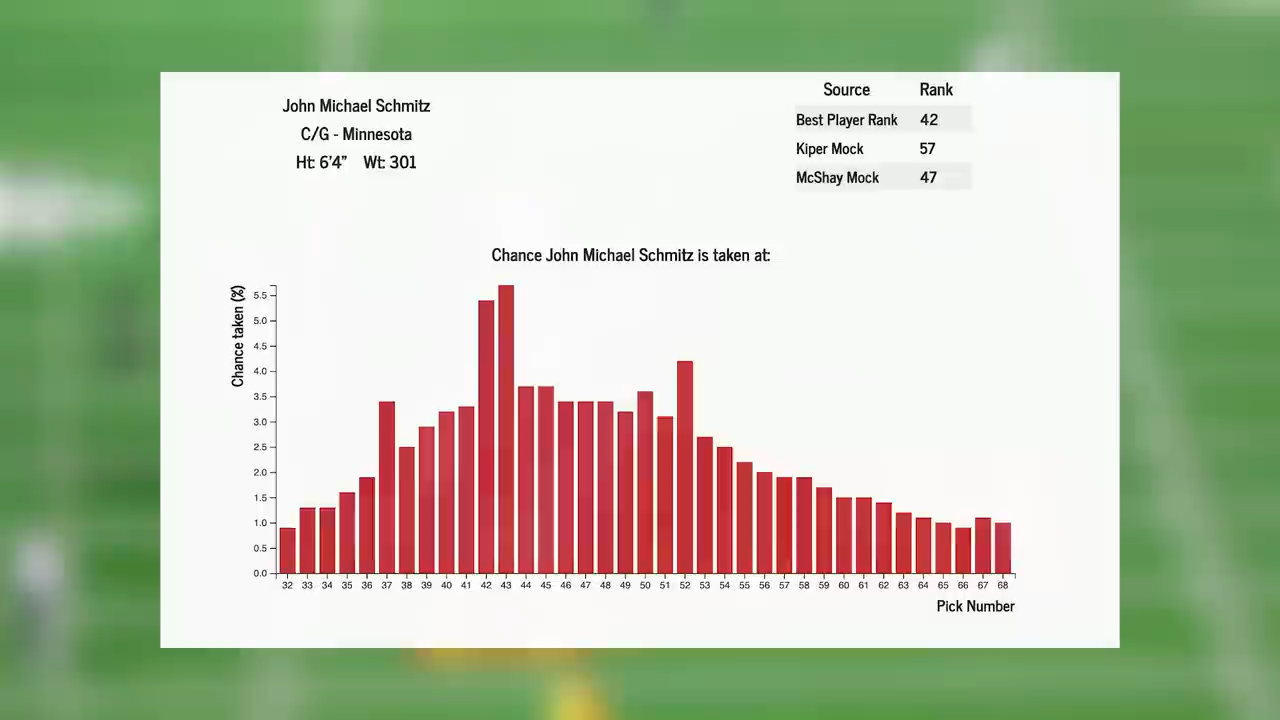 John Michael Schmitz
C/G - Minnesota
Ht: 6'4" Wt: 301
Source Rank
Best Player Rank 42
Kiper Mock 57
McShay Mock 47
Chance John Michael Schmitz is taken at:
Chance taken (%)
5.5
5.0
4.5
4.0
3.5
3.0
2.5
2.0
1.5
1.0
0.5
0.0
32 33 34 35 36 37 38 39 40 41 42 43 44 45 46 47 48 49 50 51 52 53 54 55 56 57 58 59 60 61 62 63 64 65 66 67 68
Pick Number